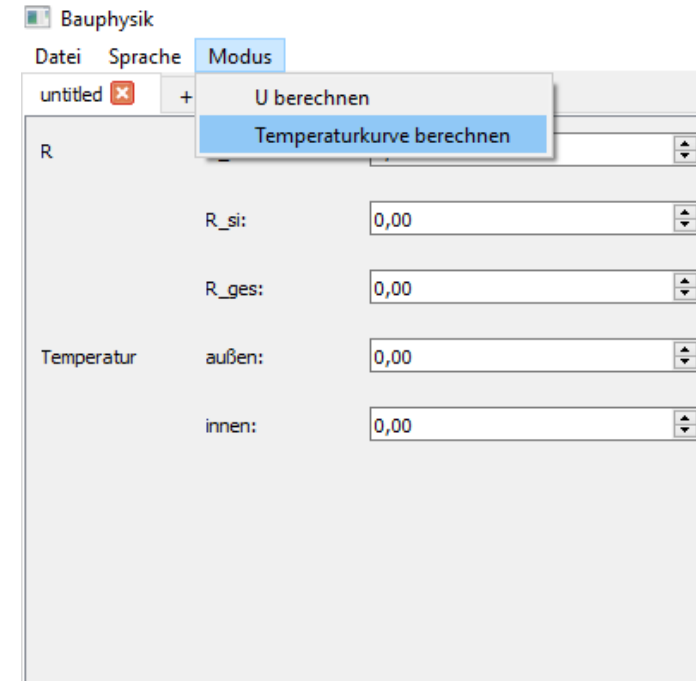 Bauphysik
Datei Sprache Modus
untitled +
U berechnen
Temperaturkurve berechnen
R
R_si: 0,00
R_ges: 0,00
Temperatur außen: 0,00
innen: 0,00